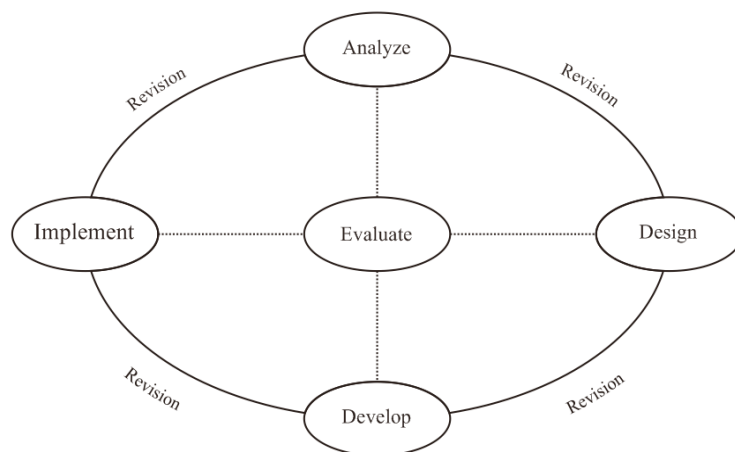 Analyze
Revision
Revision
Implement
Evaluate
Design
Revision
Revision
Develop